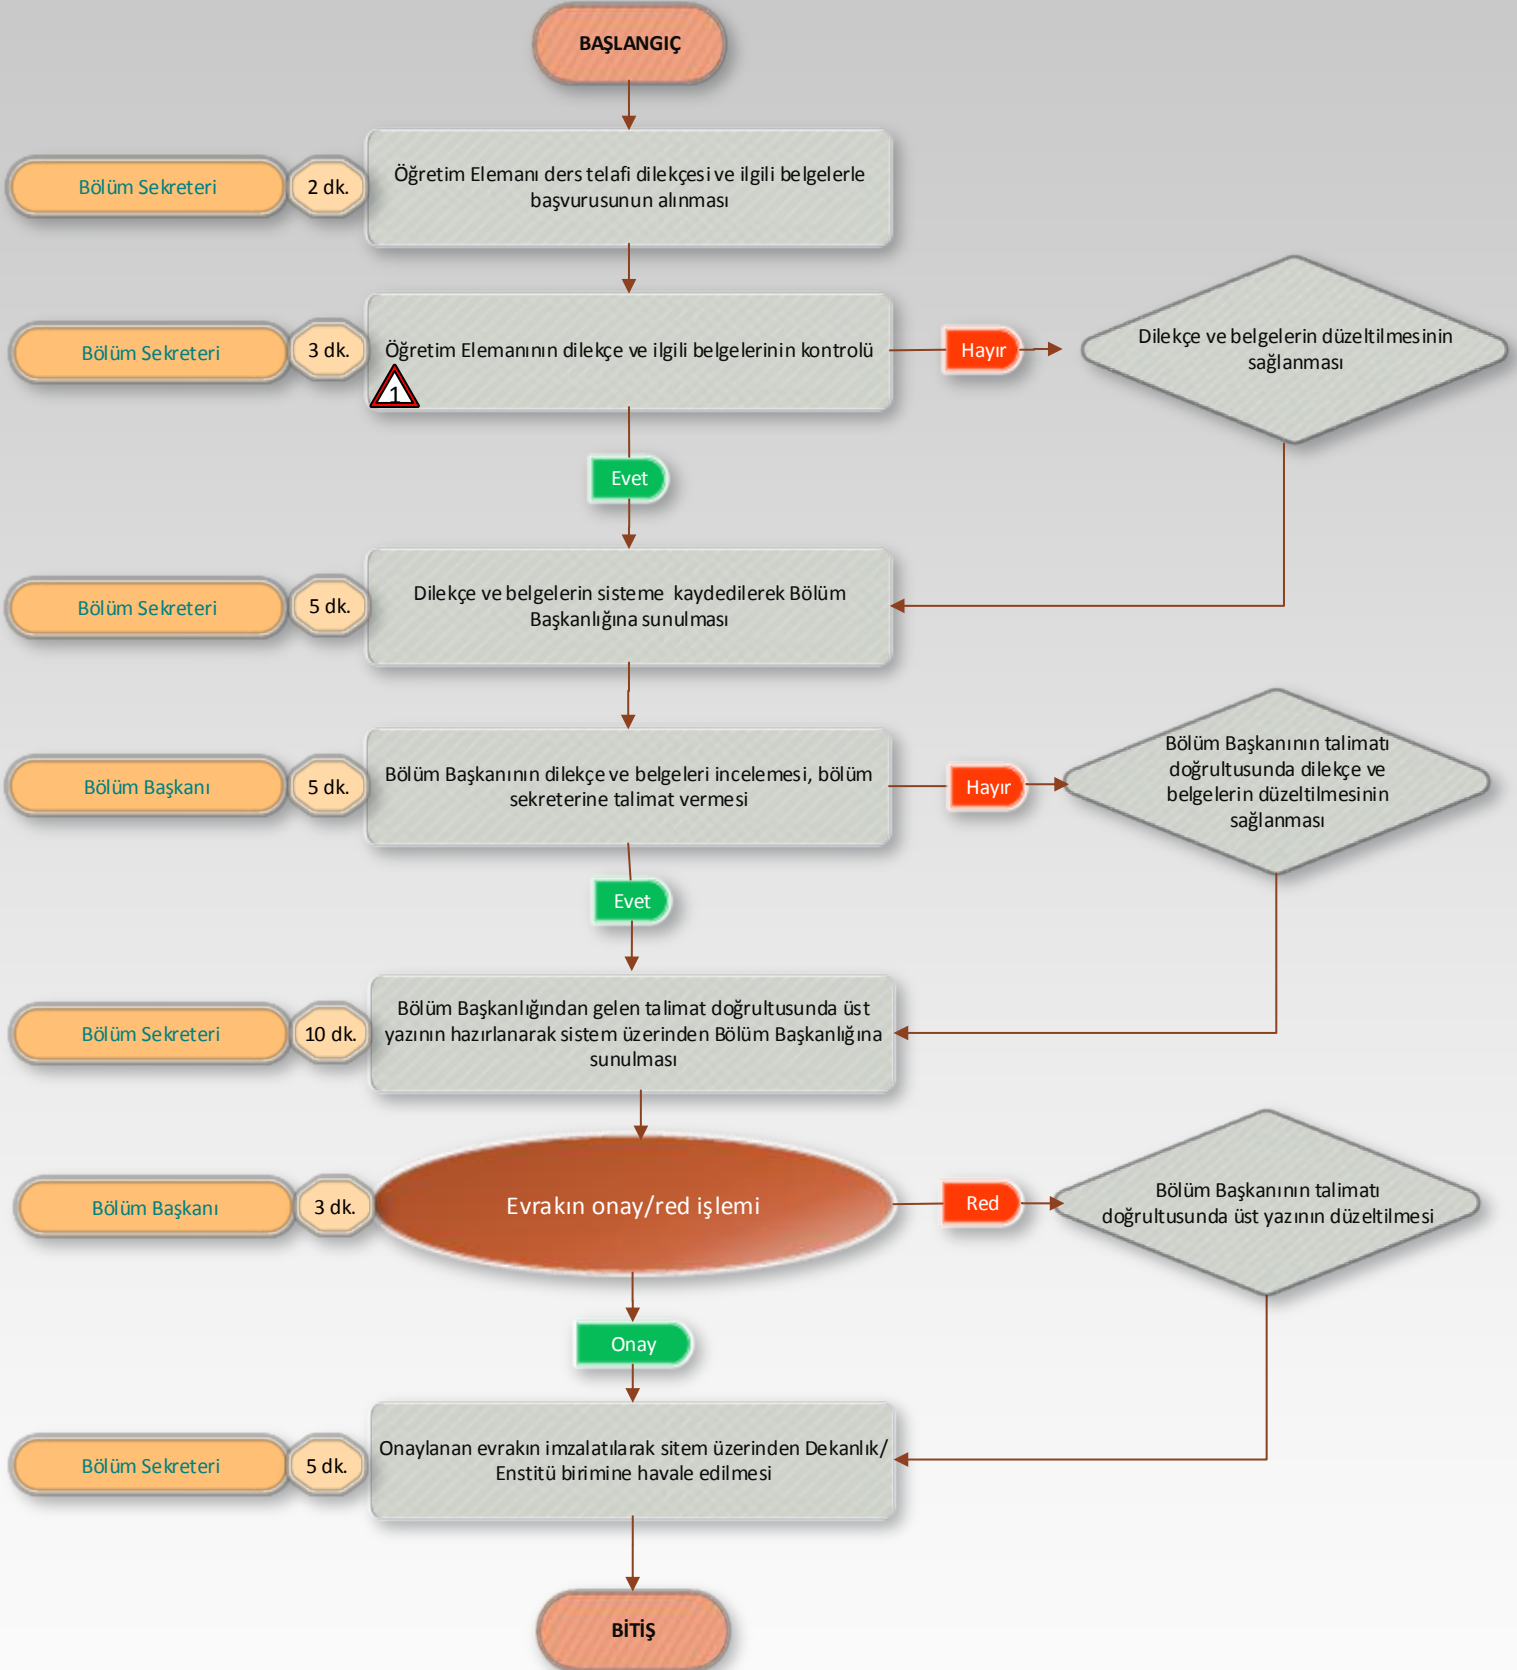 BAŞLANGIÇ
Bölüm Sekreteri
2 dk.
Öğretim Elemanı ders telafi dilekçesi ve ilgili belgelerle
başvurusunun alınması
Bölüm Sekreteri
3 dk.
Öğretim Elemanının dilekçe ve ilgili belgelerinin kontrolü
1
Hayır
Dilekçe ve belgelerin düzeltilmesinin
sağlanması
Evet
Bölüm Sekreteri
5 dk.
Dilekçe ve belgelerin sisteme kaydedilerek Bölüm
Başkanlığına sunulması
Bölüm Başkanı
5 dk.
Bölüm Başkanının dilekçe ve belgeleri incelemesi, bölüm
sekreterine talimat vermesi
Hayır
Bölüm Başkanının talimatı
doğrultusunda dilekçe ve
belgelerin düzeltilmesinin
sağlanması
Evet
Bölüm Sekreteri
10 dk.
Bölüm Başkanlığından gelen talimat doğrultusunda üst
yazının hazırlanarak sistem üzerinden Bölüm Başkanlığına
sunulması
Bölüm Başkanı
3 dk.
Evrakın onay/red işlemi
Red
Bölüm Başkanının talimatı
doğrultusunda üst yazının düzeltilmesi
Onay
Bölüm Sekreteri
5 dk.
Onaylanan evrakın imzalatılarak sitem üzerinden Dekanlık/
Enstitü birimine havale edilmesi
BİTİŞ